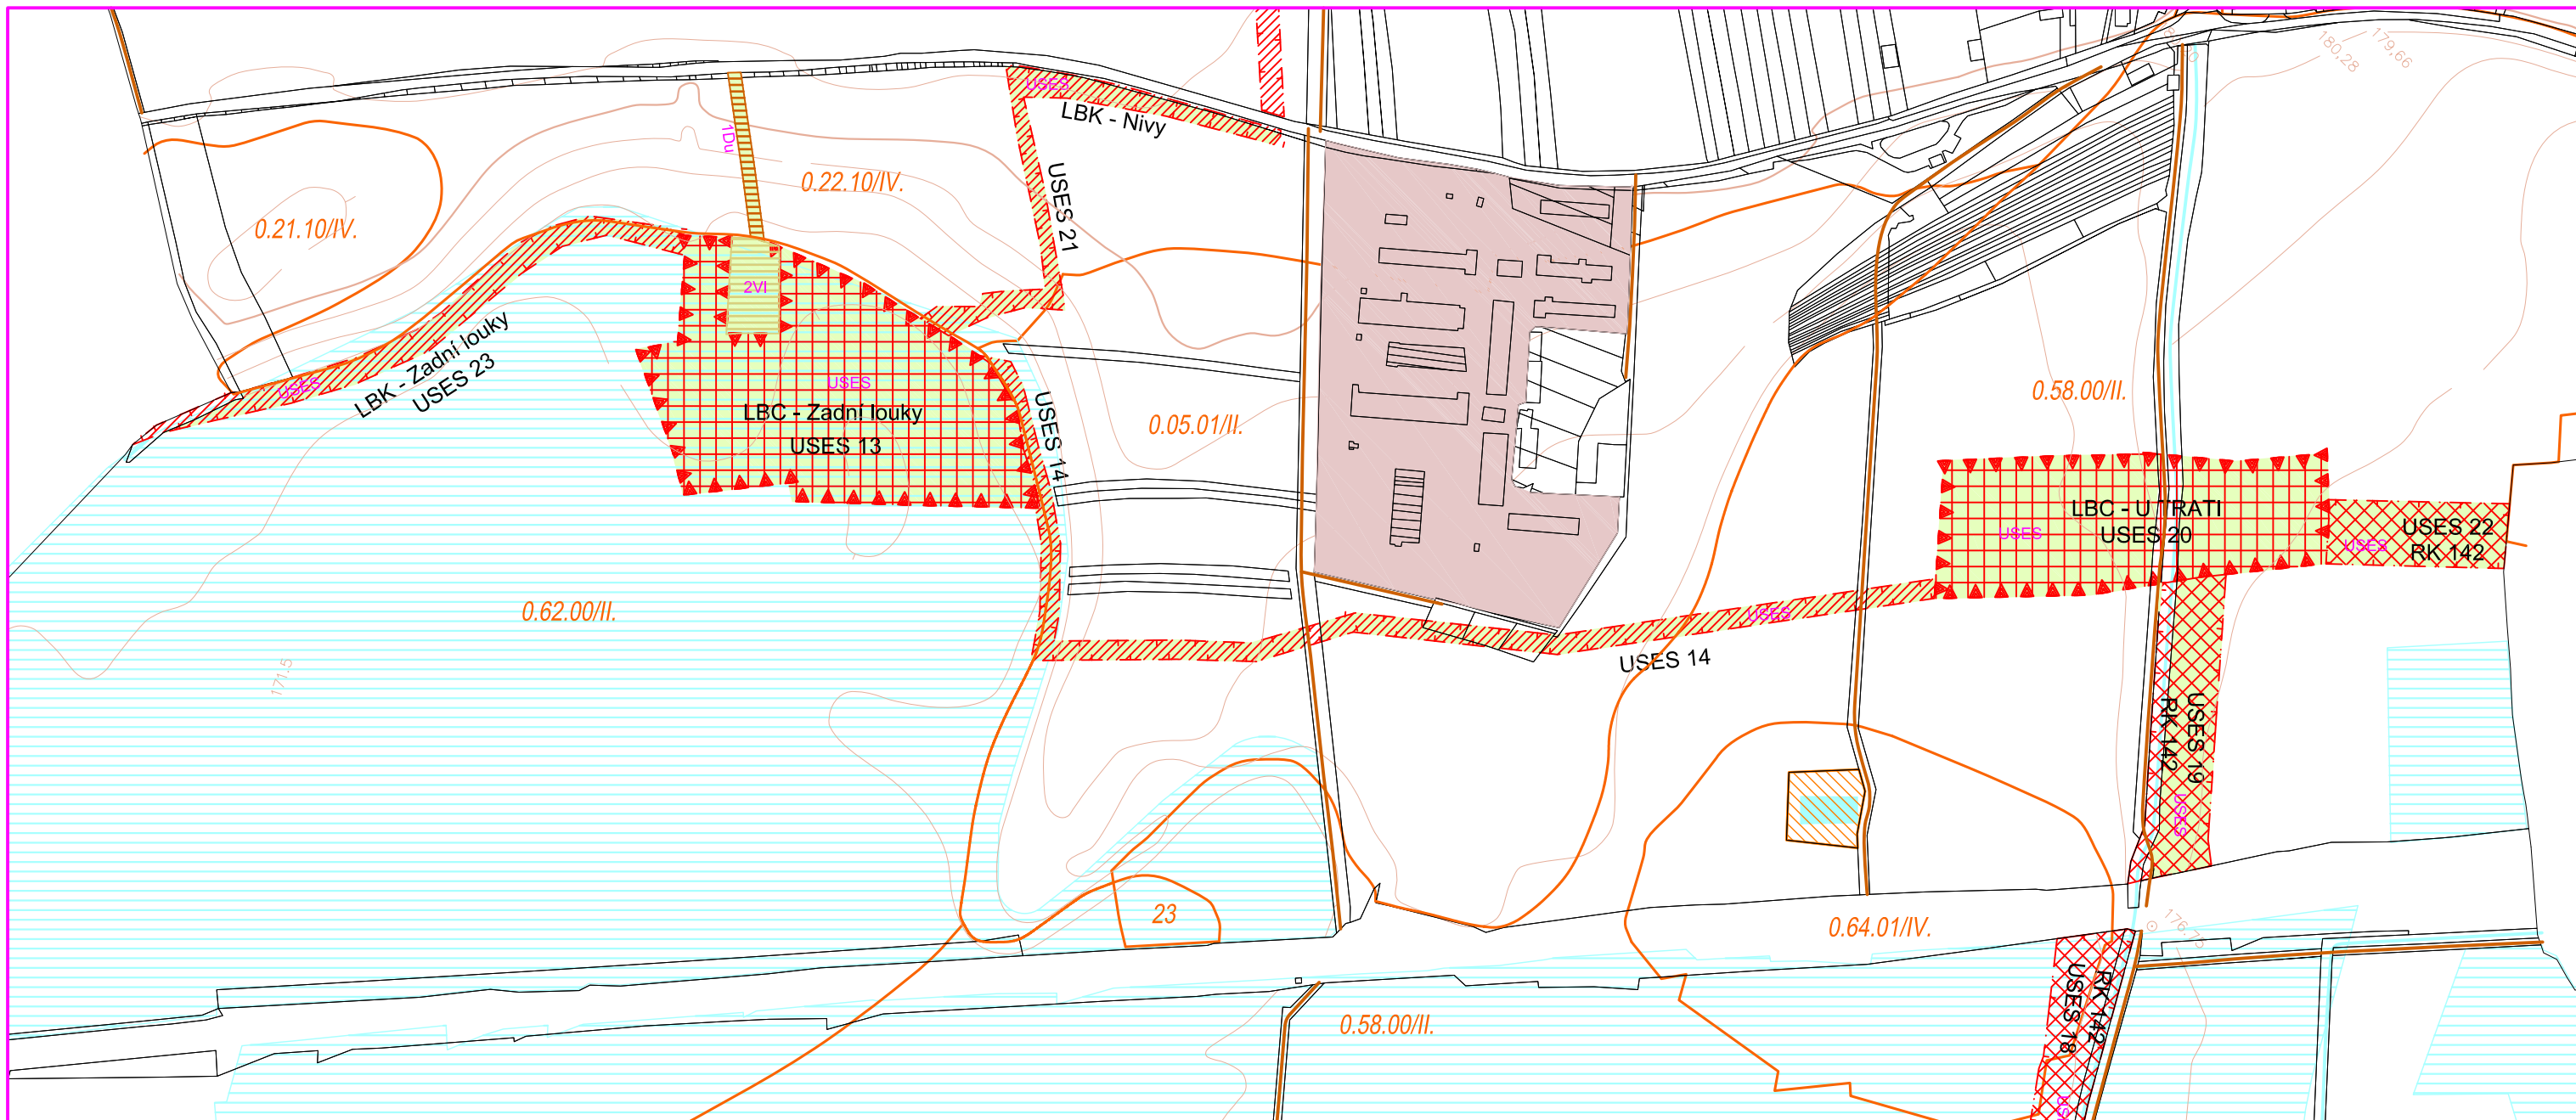 180,28
179,66
USES
LBK - Nivy
1Du
0.22.10/IV.
USES 21
0.21.10/IV.
2VI
LBK - Zadní louky
USES 23
USES
USES
LBC - Zadní louky
USES 13
USES 14
0.05.01/II.
0.58.00/II.
LBC - U TRATI
USES 20
USES
USES 22
RK 142
USES
0.62.00/II.
USES
USES 14
171.5
USES 19
RK 142
USES
23
0.64.01/IV.
176.75
RK 142
USES 18
0.58.00/II.